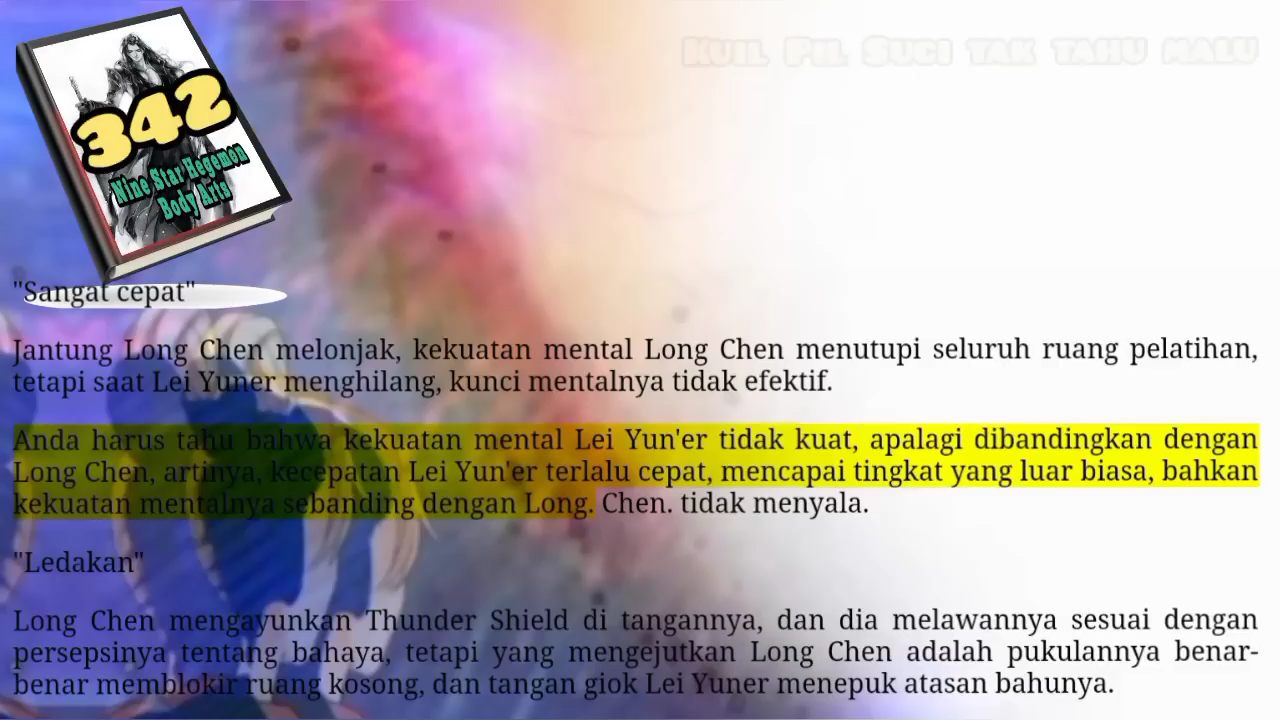 Kuil Pil Suci tak tahu malu
342
Nine Star Hegemon
Body Arts
"Sangat cepat"
Jantung Long Chen melonjak, kekuatan mental Long Chen menutupi seluruh ruang pelatihan,
tetapi saat Lei Yuner menghilang, kunci mentalnya tidak efektif.
Anda harus tahu bahwa kekuatan mental Lei Yun'er tidak kuat, apalagi dibandingkan dengan
Long Chen, artinya, kecepatan Lei Yun'er terlalu cepat, mencapai tingkat yang luar biasa, bahkan
kekuatan mentalnya sebanding dengan Long. Chen. tidak menyala.
"Ledakan"
Long Chen mengayunkan Thunder Shield di tangannya, dan dia melawannya sesuai dengan
persepsinya tentang bahaya, tetapi yang mengejutkan Long Chen adalah pukulannya benar-
benar memblokir ruang kosong, dan tangan giok Lei Yuner menepuk atasan bahunya.